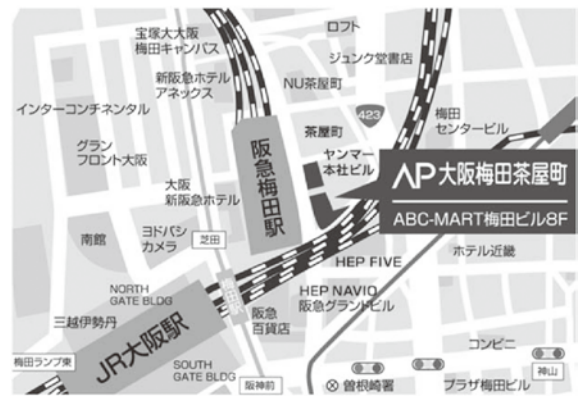 宝塚大大阪
梅田キャンパス
ロフト
ジュンク堂書店
新阪急ホテル
アネックス
NU茶屋町
インターコンチネンタル
423
梅田
センタービル
茶屋町
グラン
フロント大阪
阪急梅田駅
ヤンマー
本社ビル
AP大阪梅田茶屋町
ABC-MART梅田ビル8F
大阪
新阪急ホテル
南館
ヨドバシ
カメラ
芝田
ホテル近畿
HEP FIVE
NORTH
GATE BLDG
HEP NAVIO
阪急グランドビル
三越伊勢丹
JR大阪駅
阪急
百貨店
コンビニ
梅田ランプ東
SOUTH
GATE BLDG
阪神前
曽根崎署
プラザ梅田ビル
神山